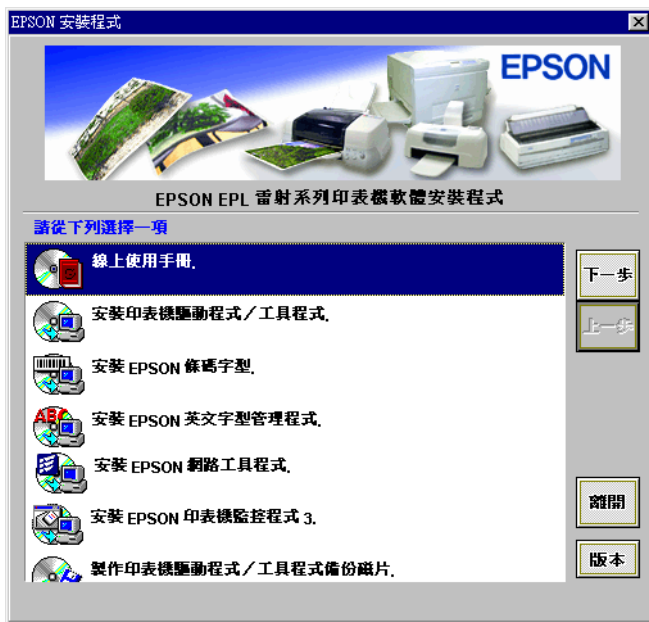 EPSON 安裝程式
EPSON
EPSON EPL 雷射系列印表機軟體安裝程式
請從下列選擇一項
線上使用手冊.
安裝印表機驅動程式／工具程式.
安裝 EPSON 條碼字型.
安裝 EPSON 英文字型管理程式.
安裝 EPSON 網路工具程式.
安裝 EPSON 印表機監控程式 3.
製作印表機驅動程式／工具程式備份磁片.
下一步
上一步
離開
版本